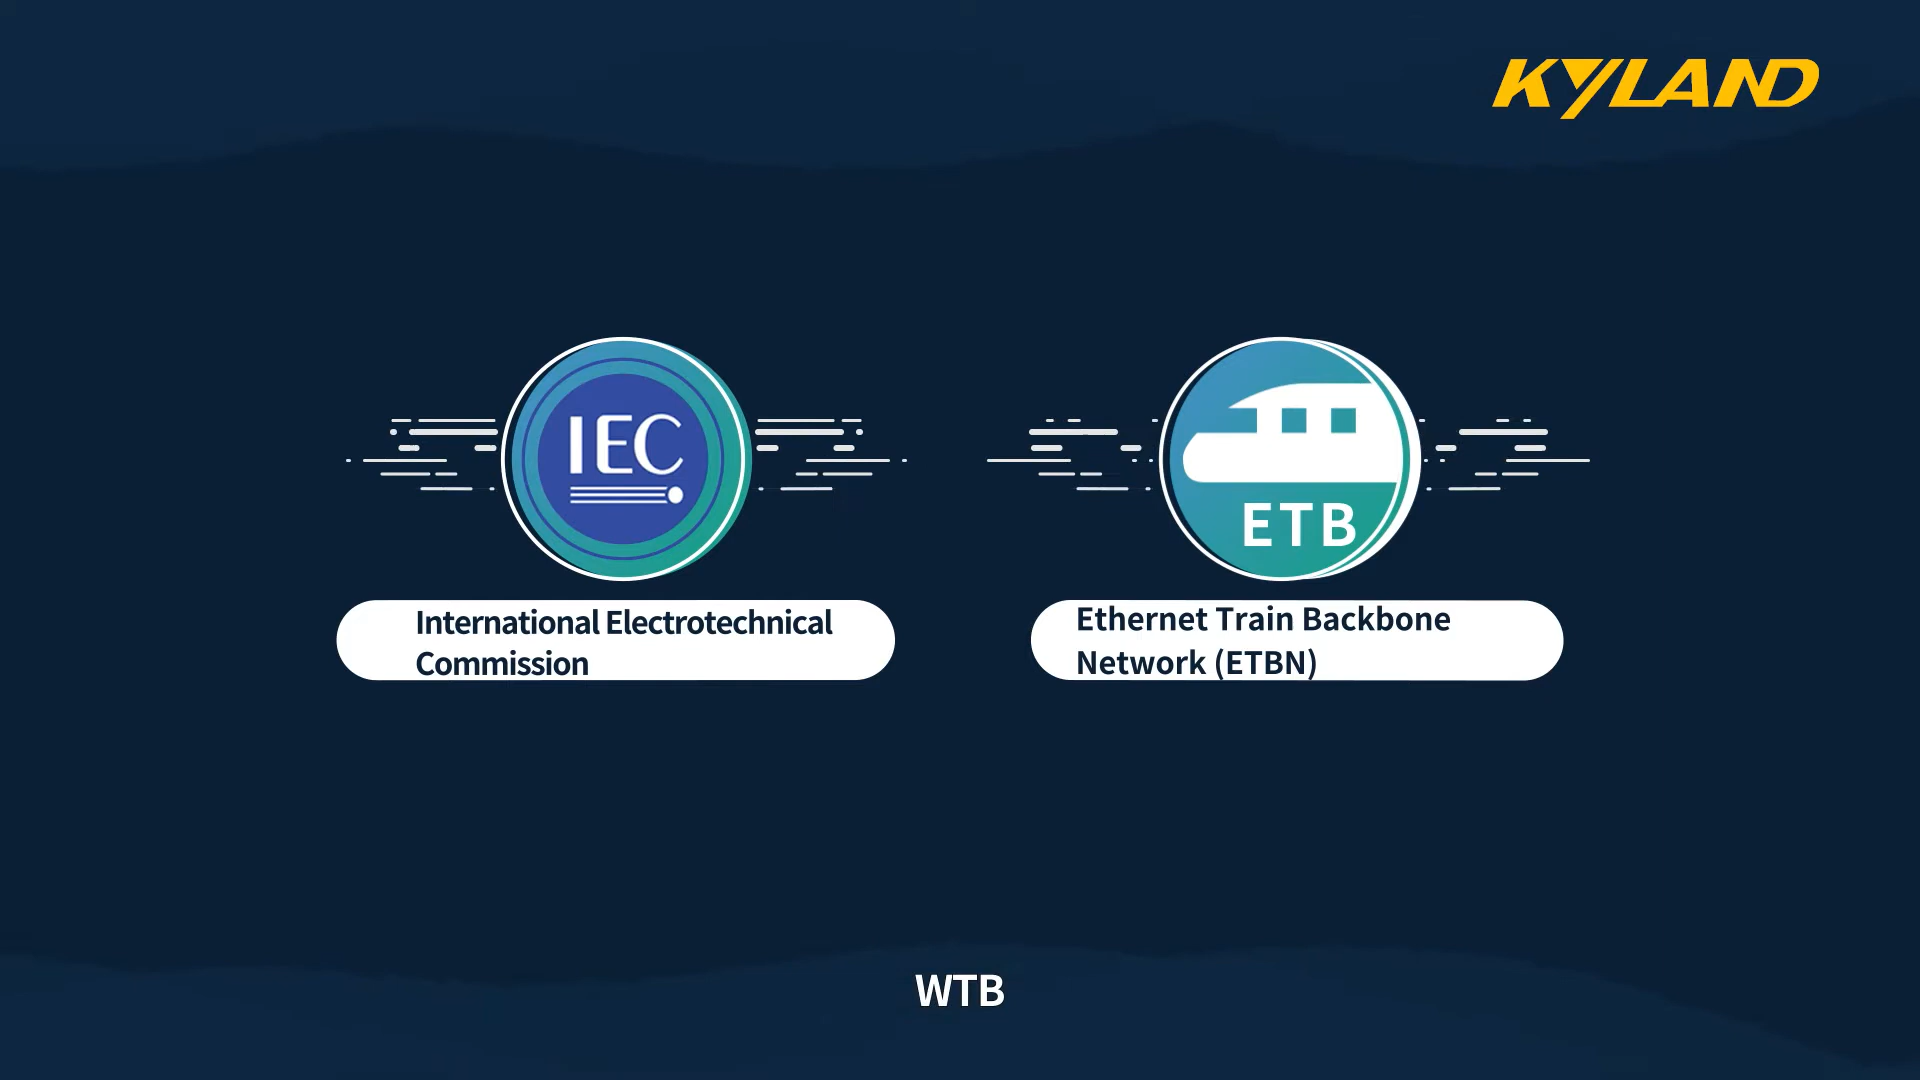 KYLAND
IEC
ETB
International Electrotechnical
Commission
Ethernet Train Backbone
Network (ETBN)
WTB